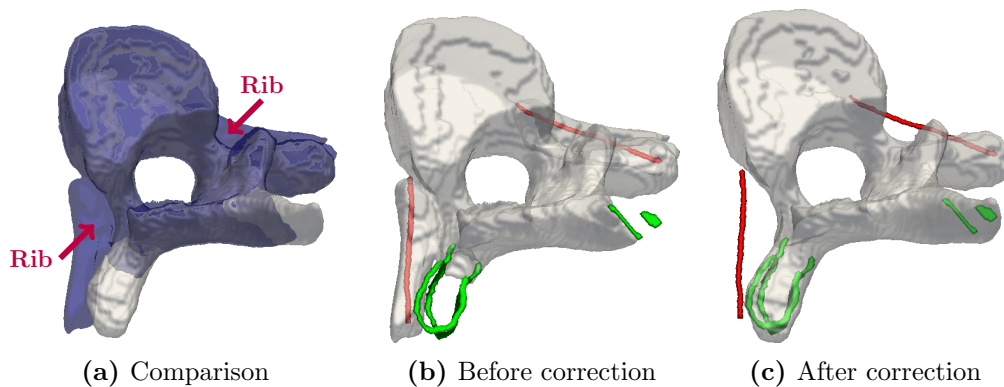 Rib
Rib
(a) Comparison
(b) Before correction
(c) After correction